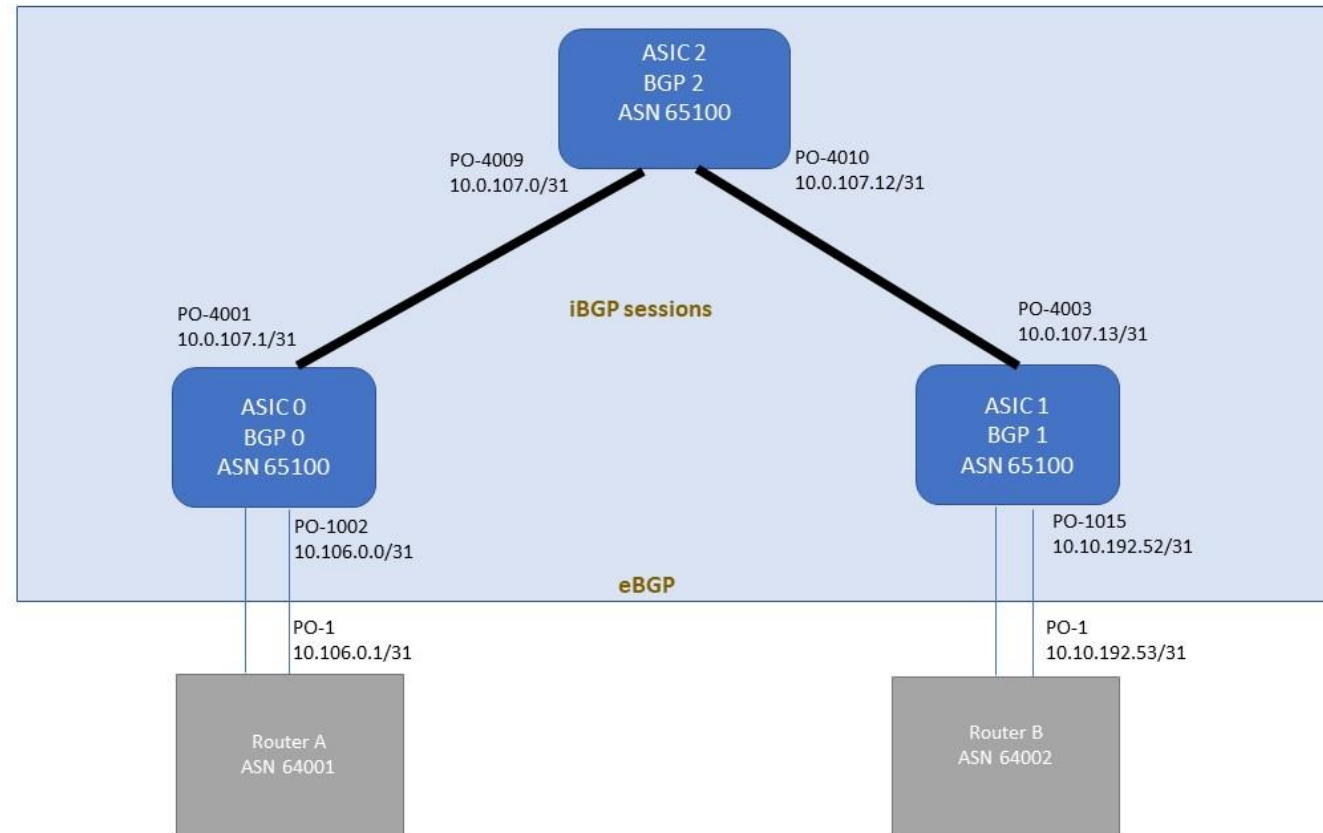 ASIC 2
BGP 2
ASN 65100
PO-4009
10.0.107.0/31
PO-4010
10.0.107.12/31
iBGP sessions
PO-4001
10.0.107.1/31
PO-4003
10.0.107.13/31
ASIC 0
BGP 0
ASN 65100
ASIC 1
BGP 1
ASN 65100
PO-1002
10.106.0.0/31
PO-1015
10.10.192.52/31
eBGP
PO-1
10.106.0.1/31
PO-1
10.10.192.53/31
Router A
ASN 64001
Router B
ASN 64002